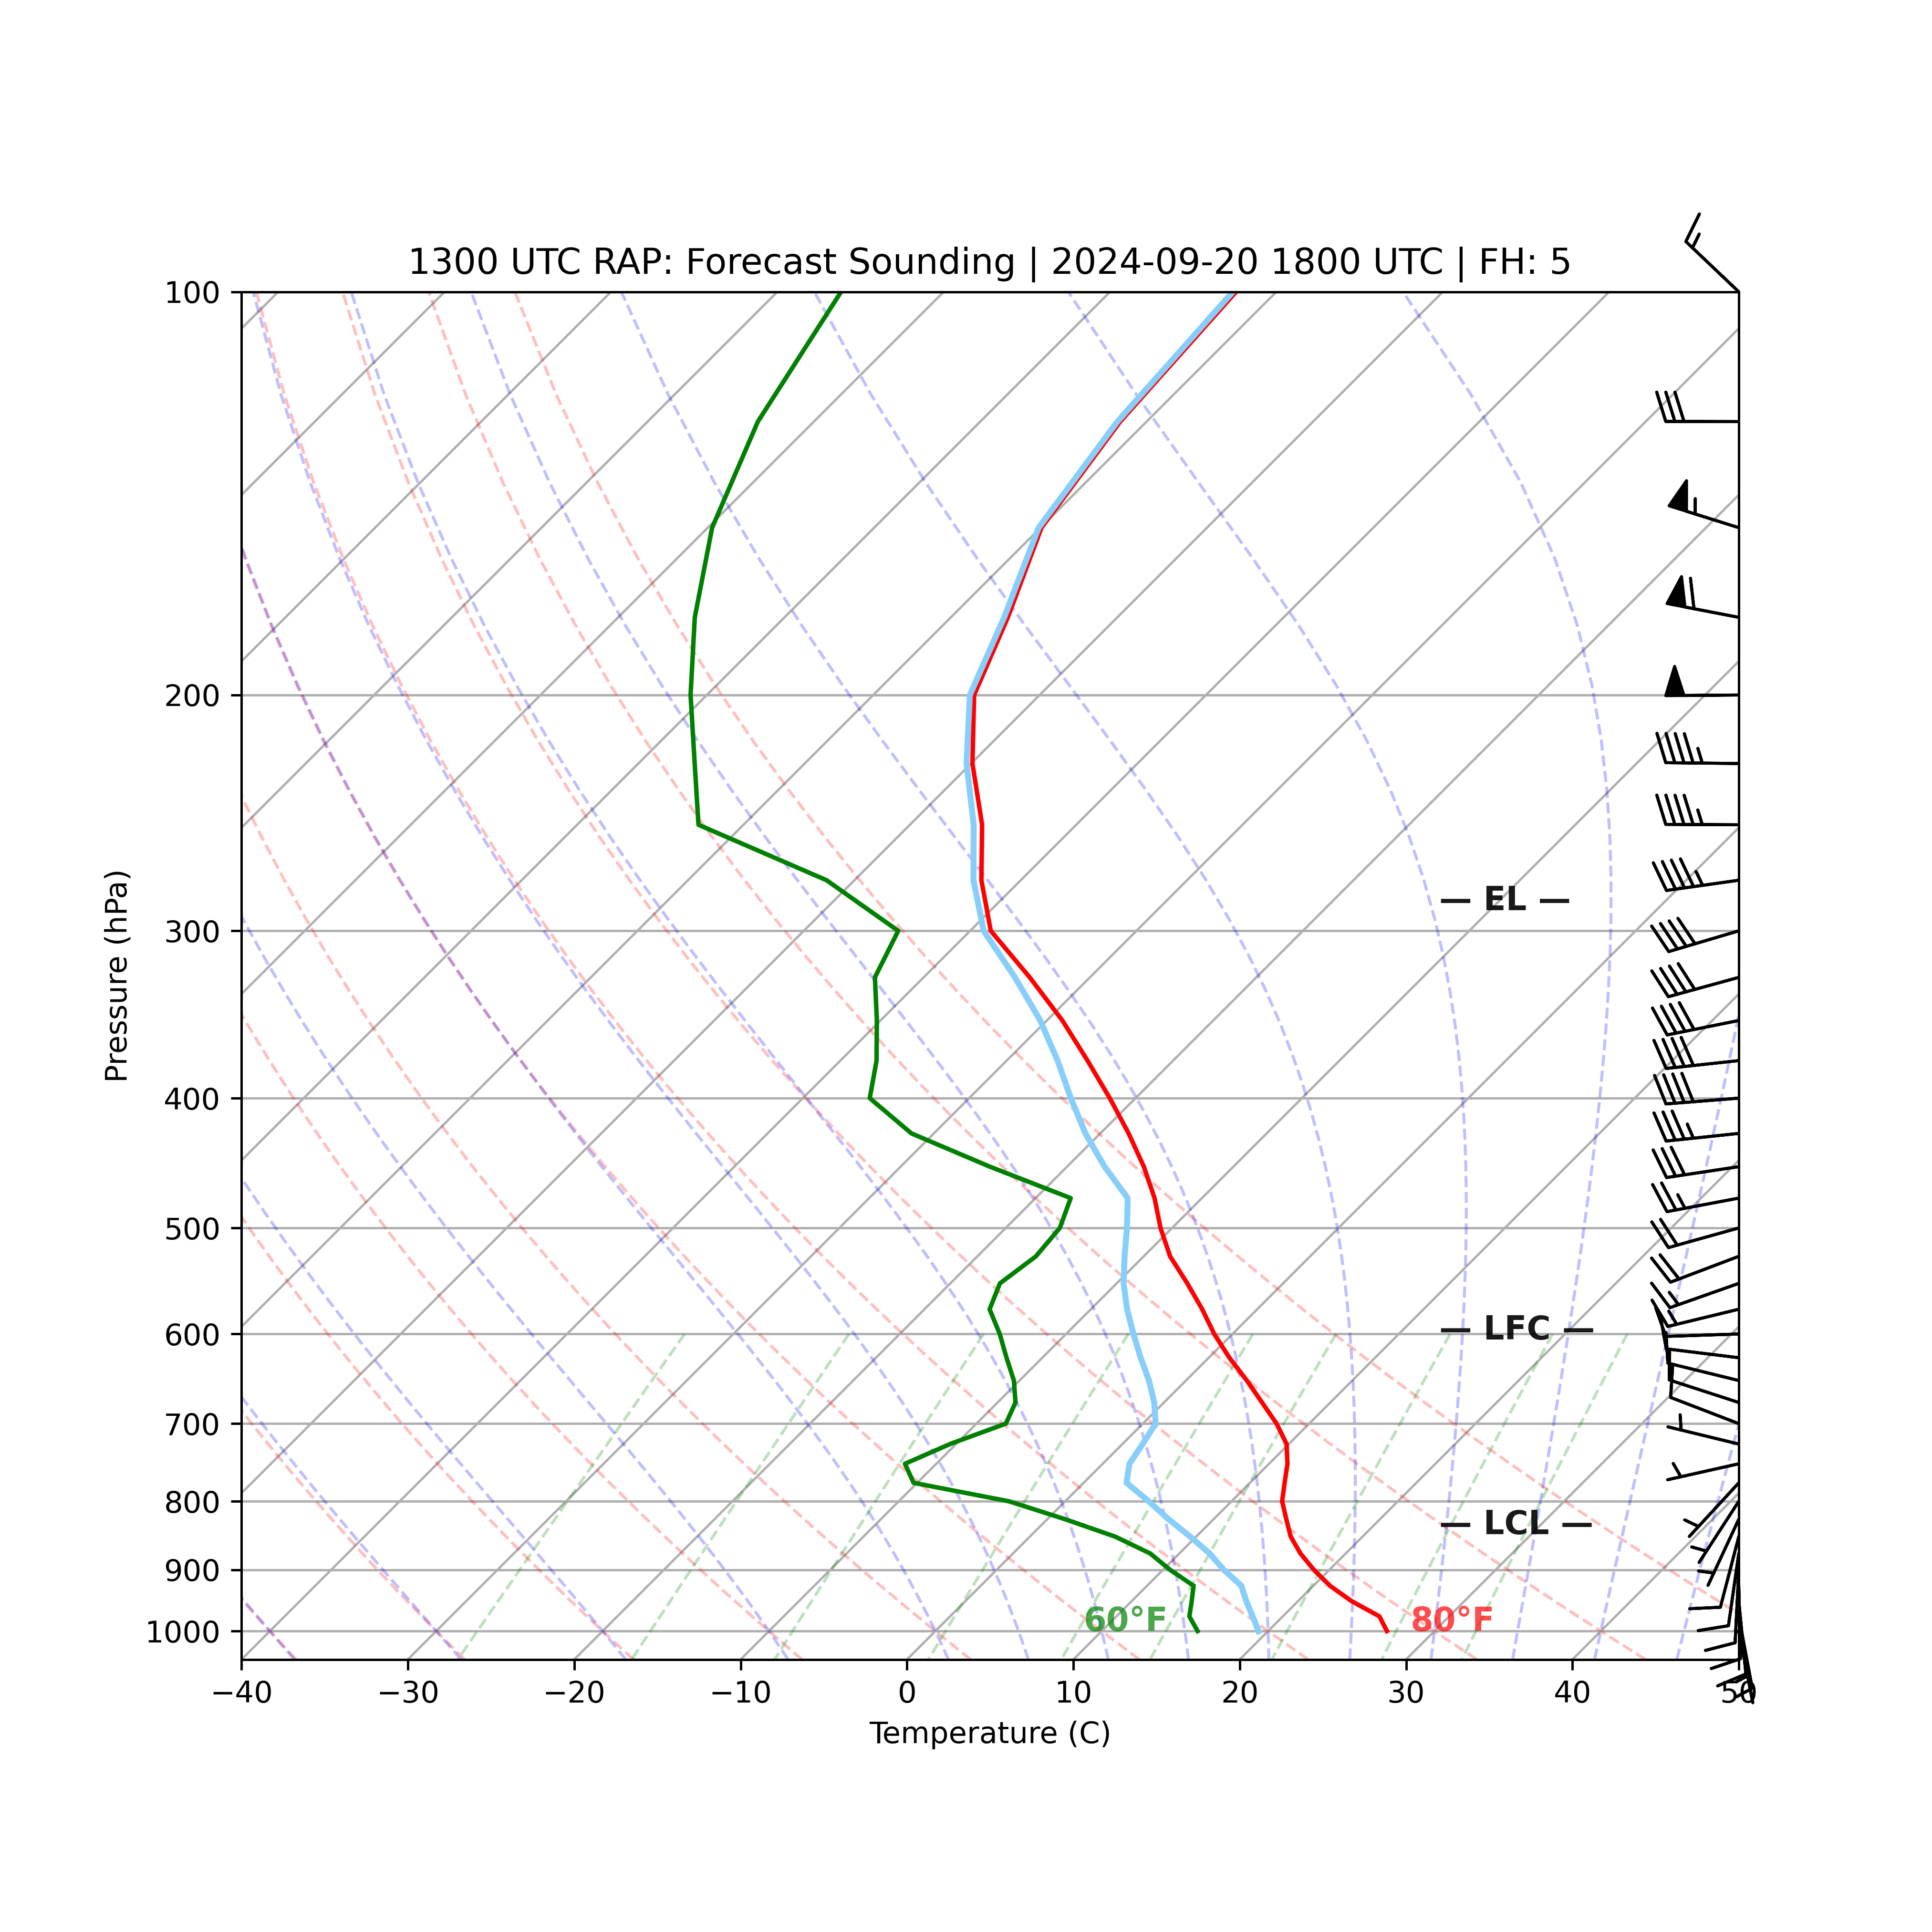 1300 UTC RAP: Forecast Sounding | 2024-09-20 1800 UTC | FH: 5
100
200
— EL —
300
Pressure (hPa)
400
500
— LFC —
600
700
800
— LCL —
900
60°F 80°F
1000
−40 −30 −20 −10 0 10 20 30 40 50
Temperature (C)